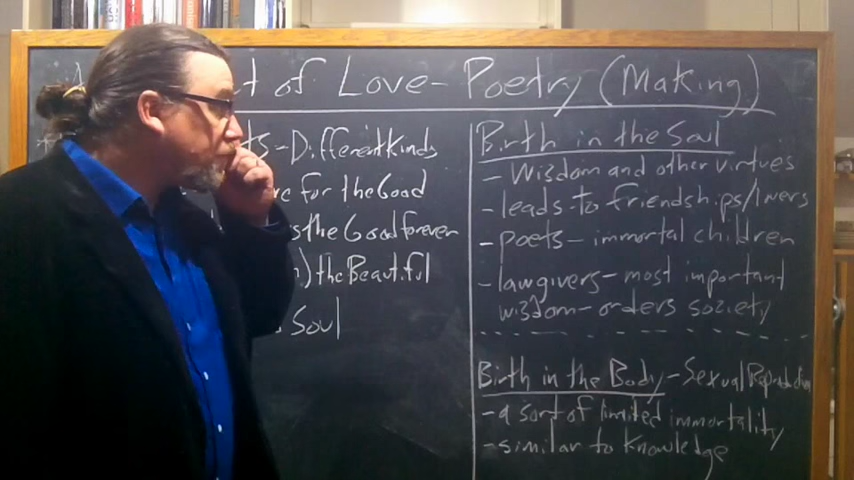 of Love - Poetry (Making)
- Different Kinds
for the Good
the Good forever
the Beautiful
Soul
Birth in the Soul
- Wisdom and other virtues
- leads to friendships/lovers
- poets - immortal children
- lawgivers - most important
wisdom - orders society
Birth in the Body - Sexual Reproduction
- a sort of limited immortality
- similar to Knowledge